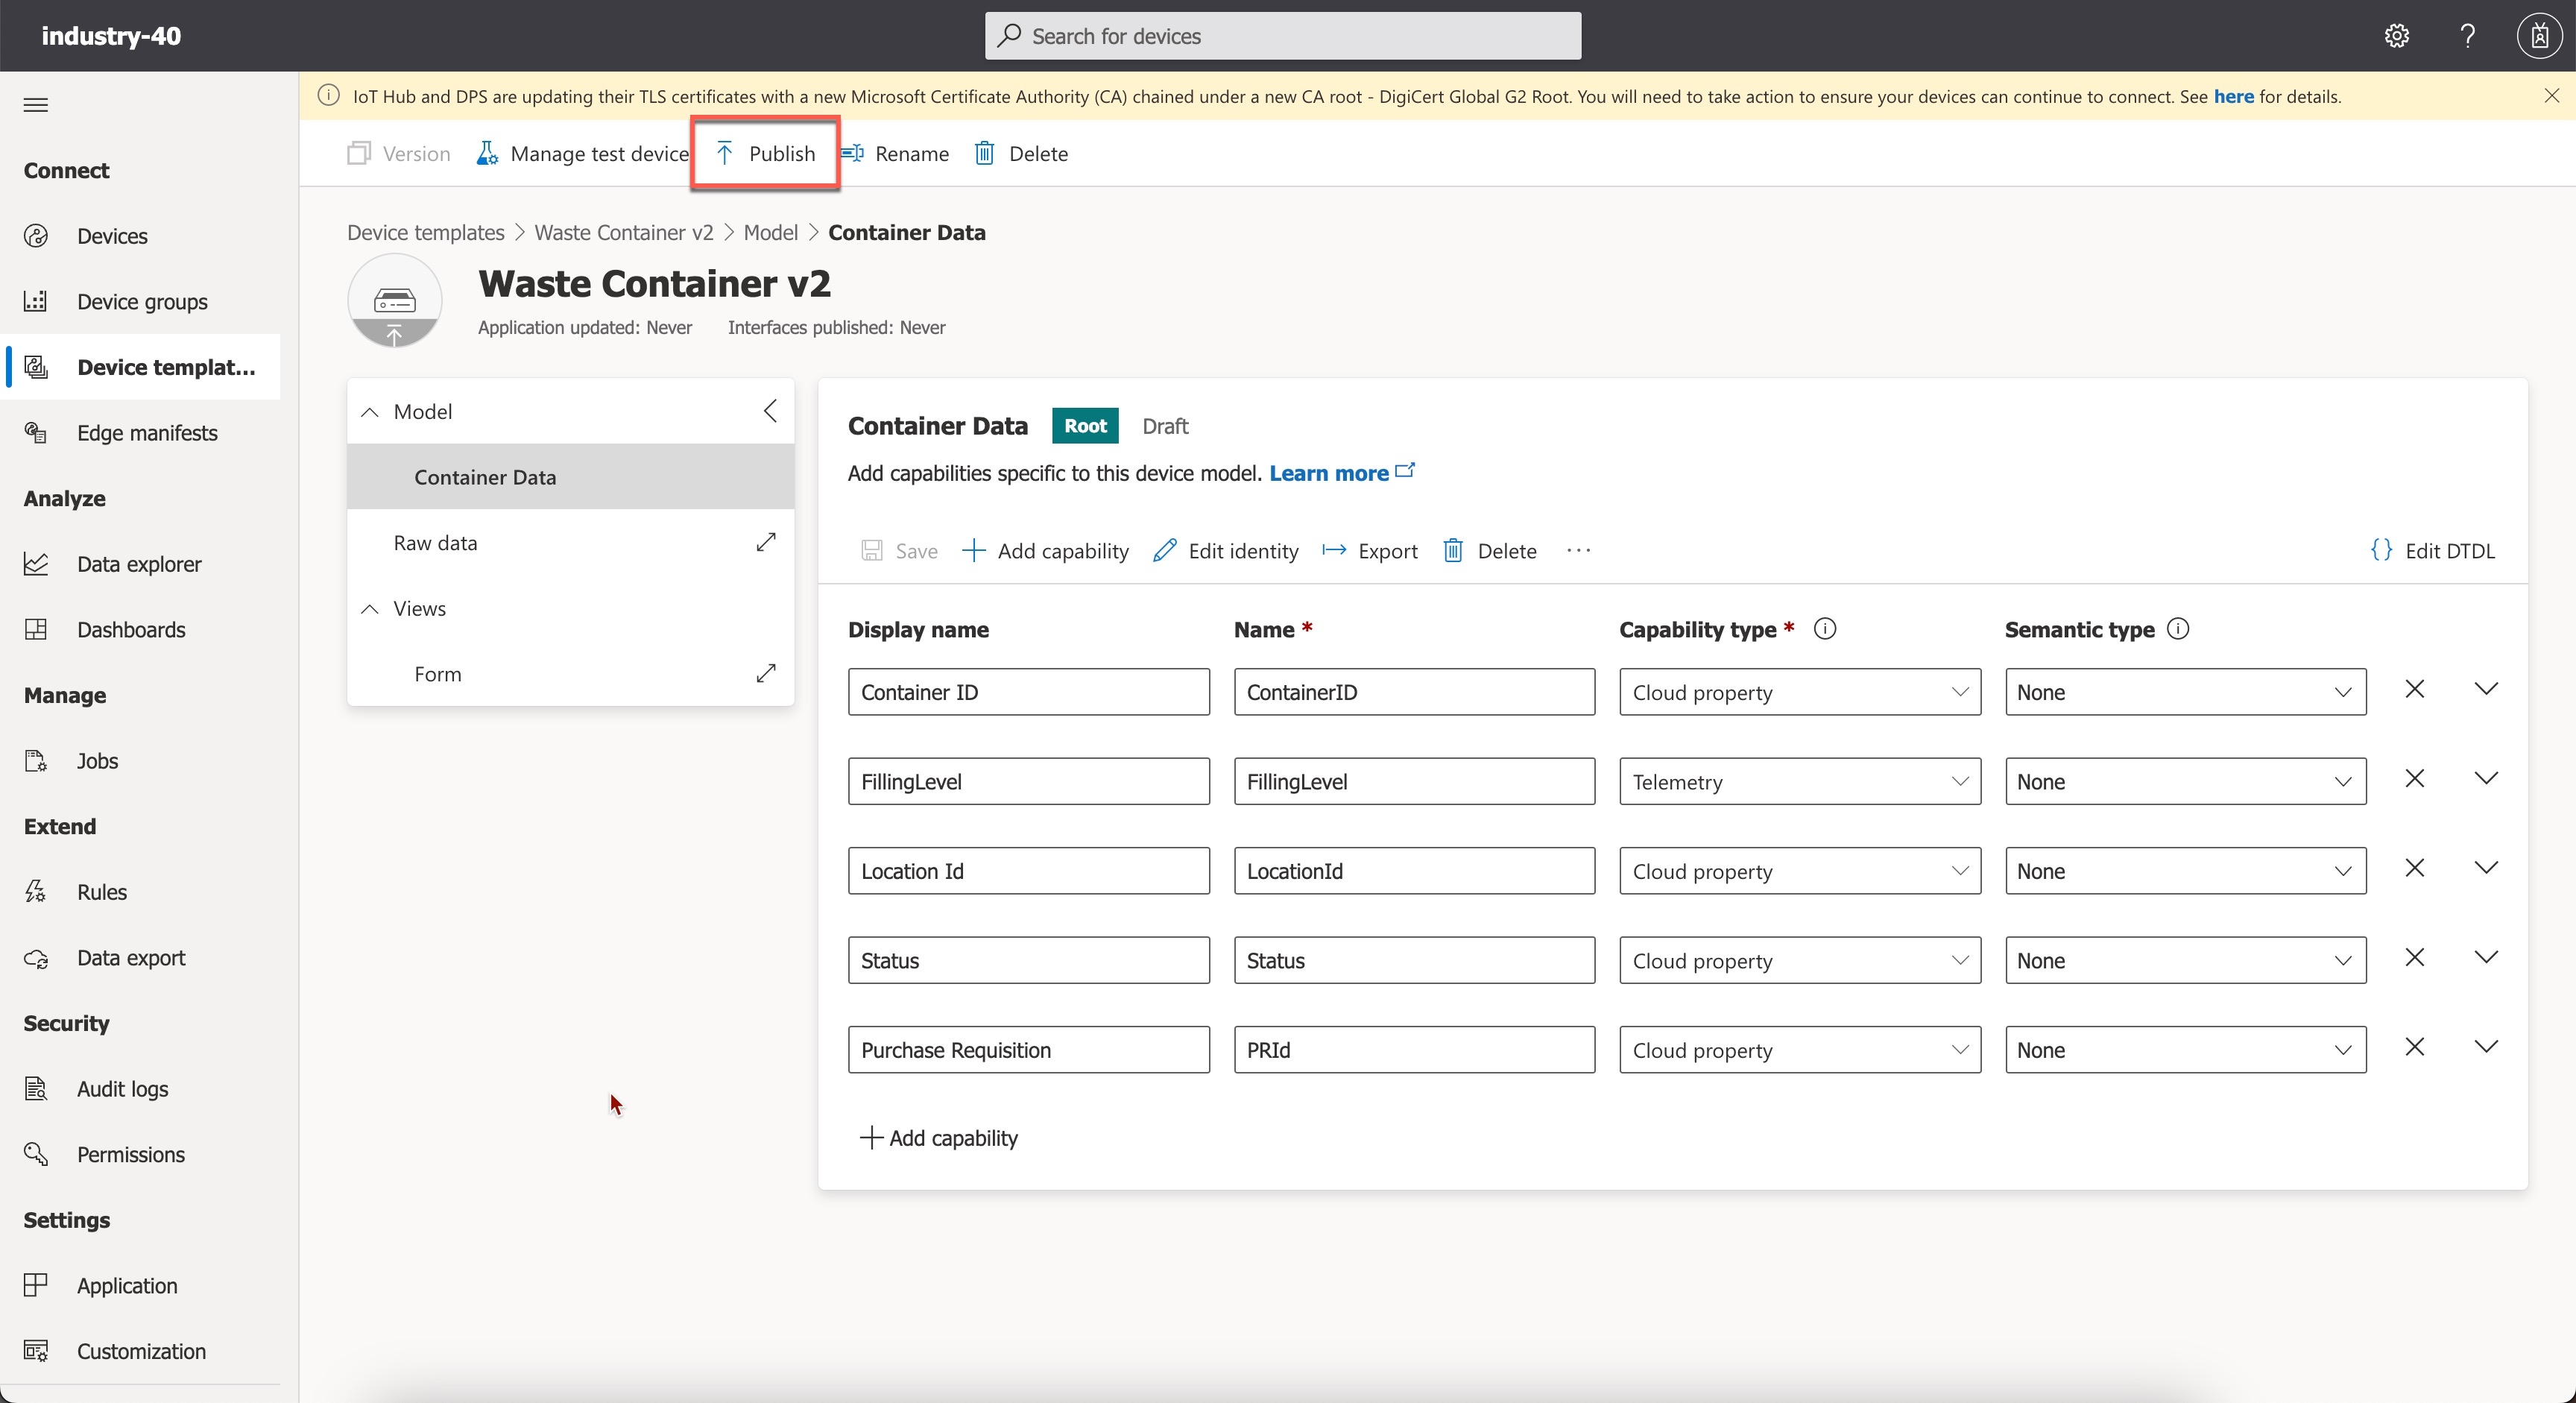 industry-40
Search for devices
IoT Hub and DPS are updating their TLS certificates with a new Microsoft Certificate Authority (CA) chained under a new CA root - DigiCert Global G2 Root. You will need to take action to ensure your devices can continue to connect. See here for details.
Version
Manage test device
Publish
Rename
Delete
Connect
Devices
Device groups
Device templat...
Edge manifests
Analyze
Data explorer
Dashboards
Manage
Jobs
Extend
Rules
Data export
Security
Audit logs
Permissions
Settings
Application
Customization
Device templates > Waste Container v2 > Model > Container Data
Waste Container v2
Application updated: Never Interfaces published: Never
Model
Container Data
Raw data
Views
Form
Container Data Root Draft
Add capabilities specific to this device model. Learn more
Save Add capability Edit identity Export Delete ... {} Edit DTDL
Display name Name * Capability type * Semantic type
Container ID ContainerID Cloud property None
FillingLevel FillingLevel Telemetry None
Location Id LocationId Cloud property None
Status Status Cloud property None
Purchase Requisition PRId Cloud property None
+ Add capability